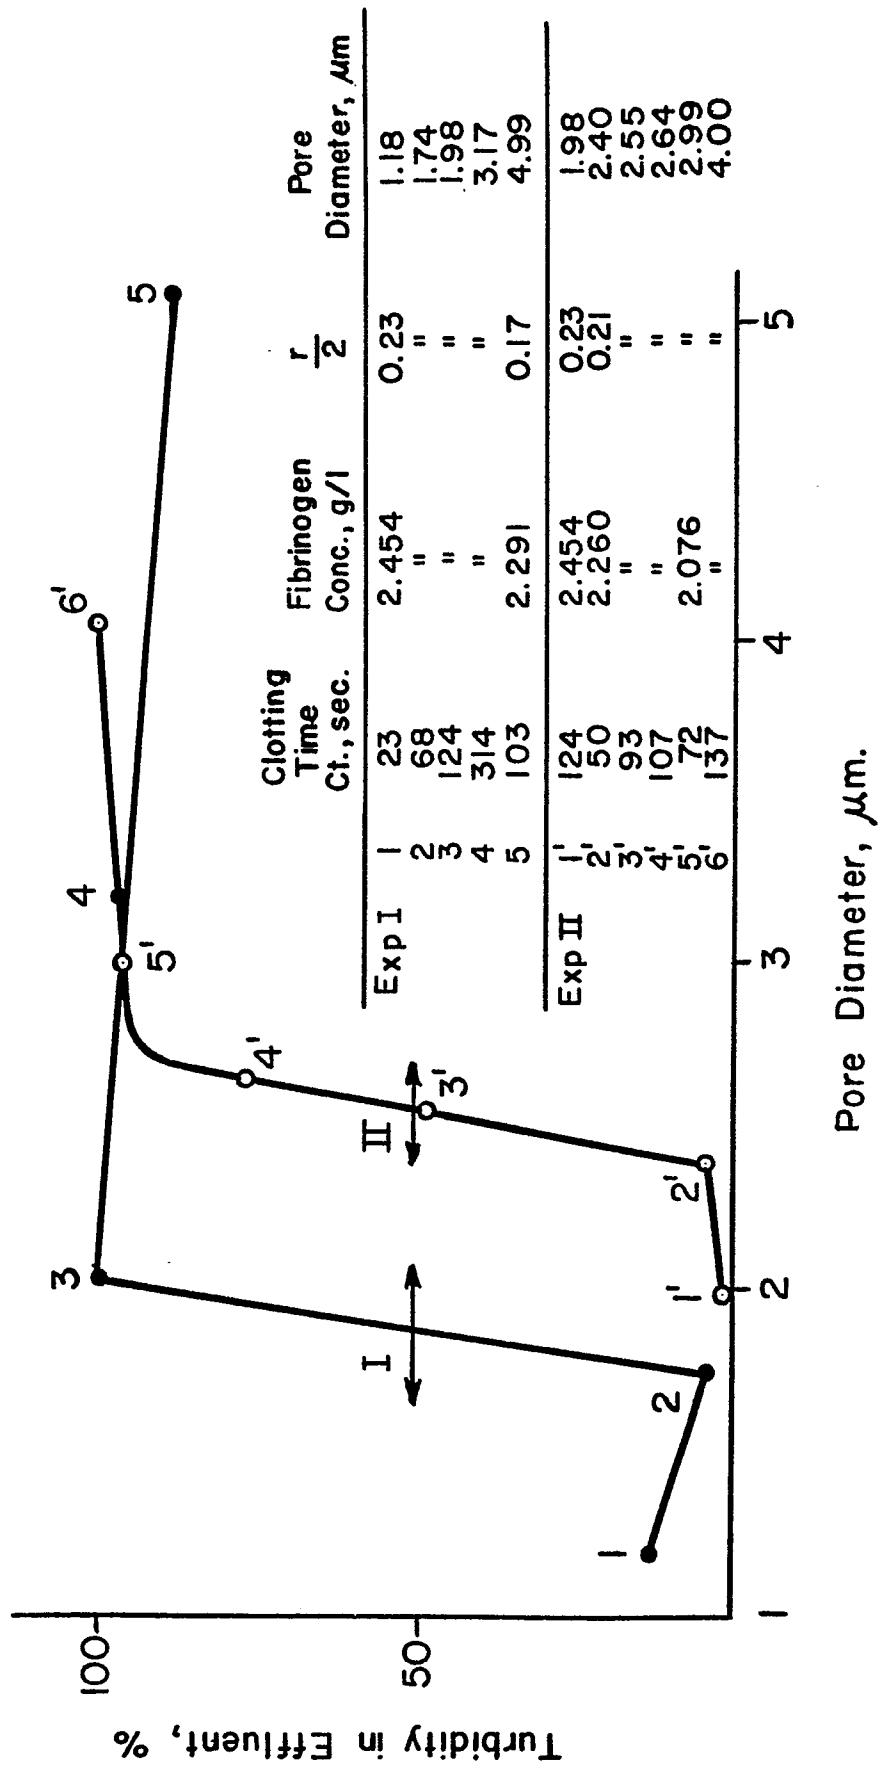 Turbidity in Effluent, %
100
50
1
2
3
4
5
Pore Diameter, μm.
1
2
3
4
5
1'
2'
3'
4'
5'
6'
I
II
Clotting Time Ct., sec. Fibrinogen Conc., g/l r/2 Pore Diameter, μm
Exp I 1 23 2.454 0.23 1.18
2 68 " " 1.74
3 124 " " 1.98
4 314 " " 3.17
5 103 2.291 0.17 4.99
Exp II 1' 124 2.454 0.23 1.98
2' 50 2.260 0.21 2.40
3' 93 " " 2.55
4' 107 " " 2.64
5' 72 2.076 " 2.99
6' 137 " " 4.00